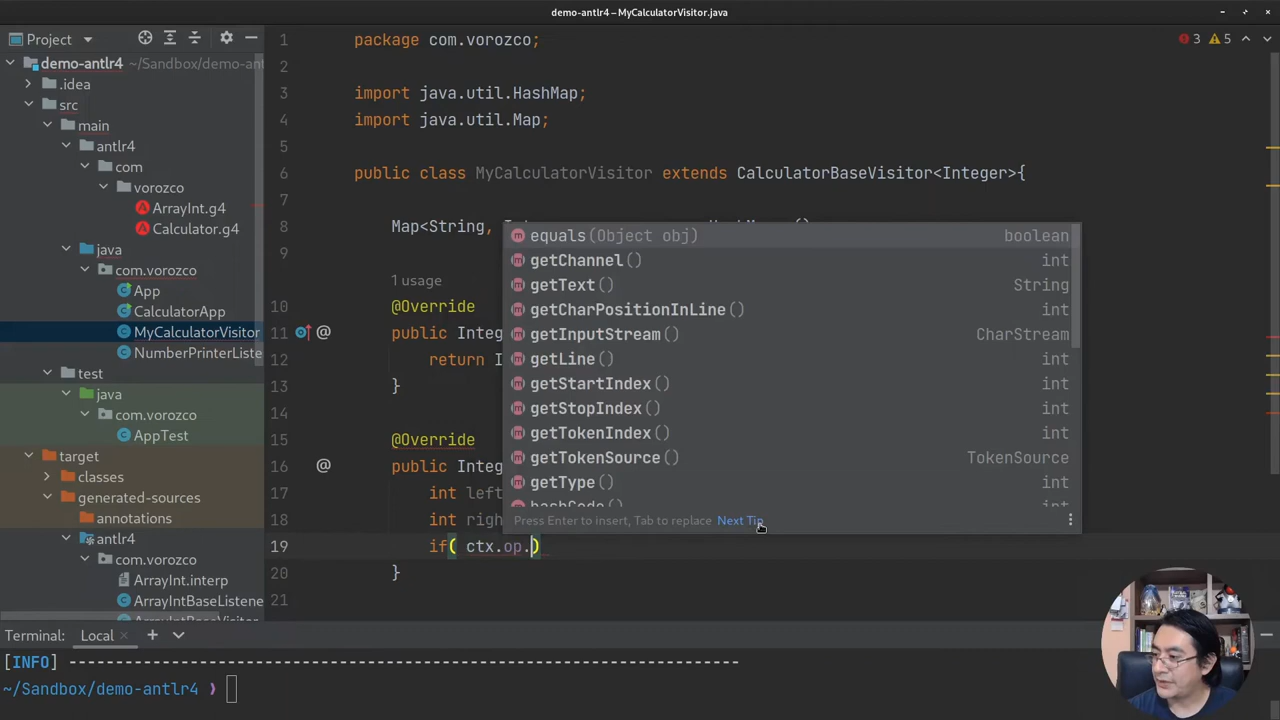 demo-antlr4 – MyCalculatorVisitor.java
Project
demo-antlr4 ~/Sandbox/demo-ant
.idea
src
main
antlr4
com
vorozco
ArrayInt.g4
Calculator.g4
java
com.vorozco
App
CalculatorApp
MyCalculatorVisitor
NumberPrinterListe
test
java
com.vorozco
AppTest
target
classes
generated-sources
annotations
antlr4
com.vorozco
ArrayInt.interp
ArrayIntBaseListene
ArrayIntBaseVisitor
3 5
1 package com.vorozco;
2
3 import java.util.HashMap;
4 import java.util.Map;
5
6 public class MyCalculatorVisitor extends CalculatorBaseVisitor<Integer>{
7
8 Map<String,
9
1 usage
10 @Override
11 @ public Integ
12 return I
13 }
14
15 @Override
16 @ public Integ
17 int left
18 int righ
19 if( ctx.op.)
20 }
21
equals(Object obj) boolean
getChannel() int
getText() String
getCharPositionInLine() int
getInputStream() CharStream
getLine() int
getStartIndex() int
getStopIndex() int
getTokenIndex() int
getTokenSource() TokenSource
getType() int
hashCode() int
Press Enter to insert, Tab to replace Next Tip
Terminal: Local × +
[INFO] ------------------------------------------------------------------------
~/Sandbox/demo-antlr4 ❯